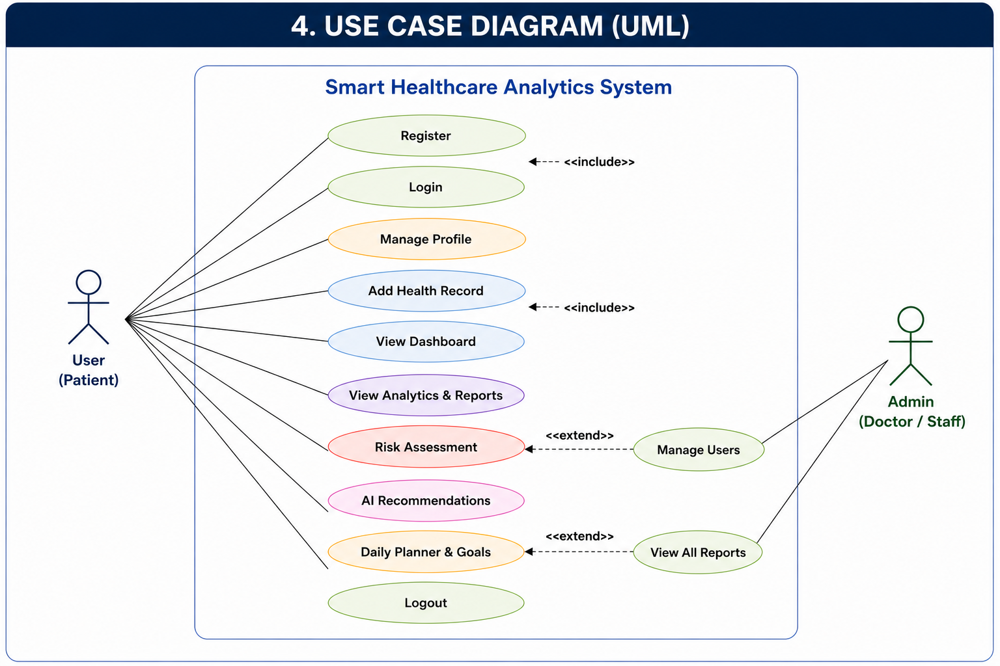 4. USE CASE DIAGRAM (UML)
Smart Healthcare Analytics System
Register
<<include>>
Login
Manage Profile
Add Health Record
<<include>>
View Dashboard
User
(Patient)
View Analytics & Reports
Admin
(Doctor / Staff)
<<extend>>
Risk Assessment
Manage Users
AI Recommendations
<<extend>>
Daily Planner & Goals
View All Reports
Logout